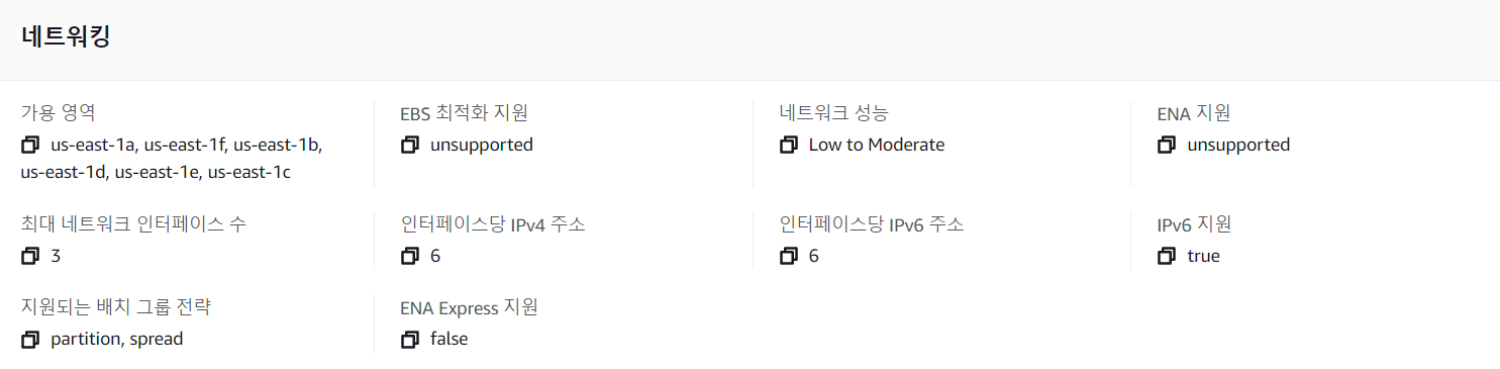 네트워킹
가용 영역
us-east-1a, us-east-1f, us-east-1b,
us-east-1d, us-east-1e, us-east-1c
EBS 최적화 지원
unsupported
네트워크 성능
Low to Moderate
ENA 지원
unsupported
최대 네트워크 인터페이스 수
3
인터페이스당 IPv4 주소
6
인터페이스당 IPv6 주소
6
IPv6 지원
true
지원되는 배치 그룹 전략
partition, spread
ENA Express 지원
false